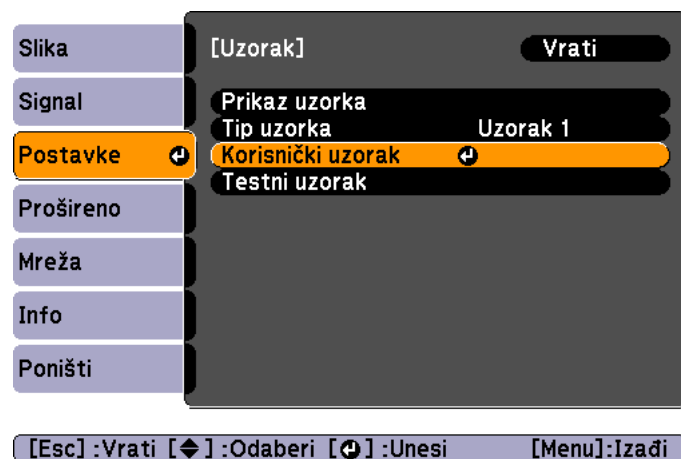 Slika
Signal
Postavke
Prošireno
Mreža
Info
Poništi
[Uzorak] Vrati
Prikaz uzorka
Tip uzorka Uzorak 1
Korisnički uzorak
Testni uzorak
[Esc] :Vrati [◆] :Odaberi [⏎] :Unesi [Menu]:Izađi